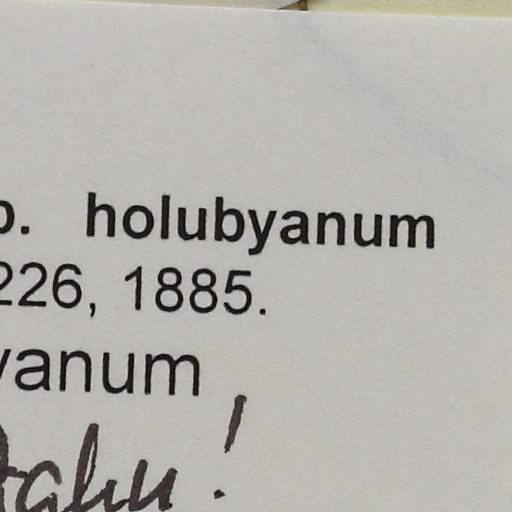 p. holubyanum
226, 1885.
yanum
!